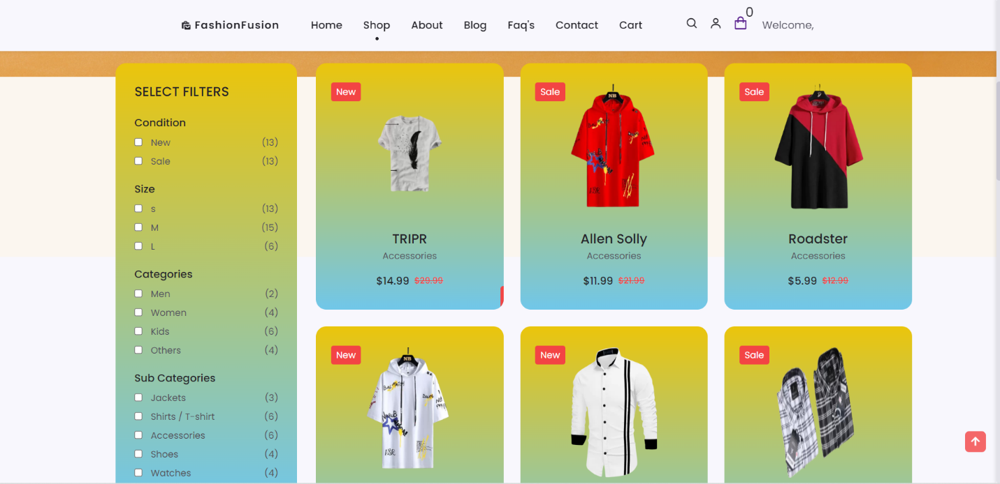 FashionFusion Home Shop About Blog Faq's Contact Cart 0 Welcome,
SELECT FILTERS
Condition
New (13)
Sale (13)
Size
s (13)
M (15)
L (6)
Categories
Men (2)
Women (4)
Kids (6)
Others (4)
Sub Categories
Jackets (3)
Shirts / T-shirt (6)
Accessories (6)
Shoes (4)
Watches (4)
New
TRIPR
Accessories
$14.99 $29.99
Sale
NB
Allen Solly
Accessories
$11.99 $21.99
Sale
Roadster
Accessories
$5.99 $12.99
New
NB
New
Sale